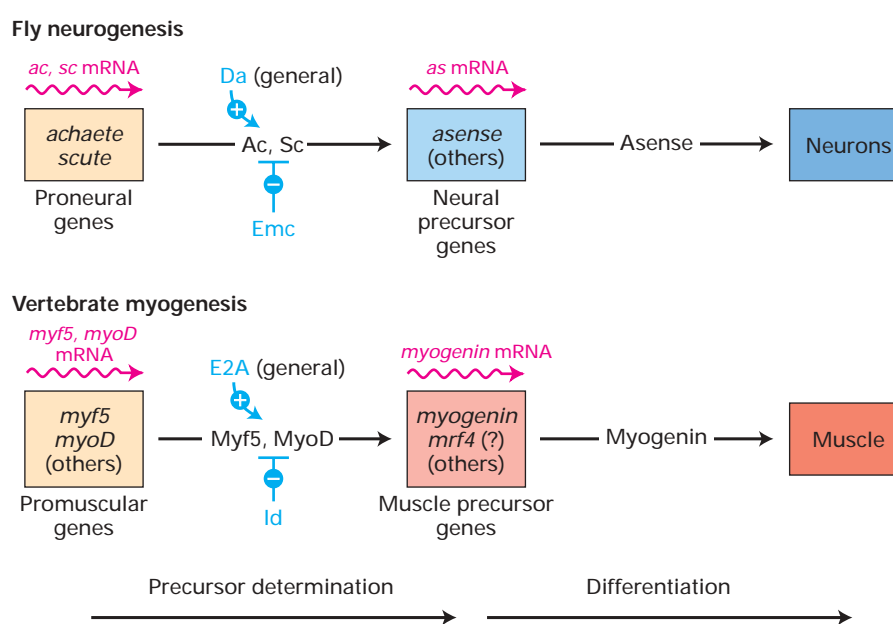 Fly neurogenesis
ac, sc mRNA
Da (general)
as mRNA
+
achaete
scute
Ac, Sc
asense
(others)
Asense
Neurons
Proneural
genes
−
Emc
Neural
precursor
genes
Vertebrate myogenesis
myf5, myoD
mRNA
E2A (general)
myogenin mRNA
+
myf5
myoD
(others)
Myf5, MyoD
myogenin
mrf4 (?)
(others)
Myogenin
Muscle
Promuscular
genes
−
Id
Muscle precursor
genes
Precursor determination
Differentiation